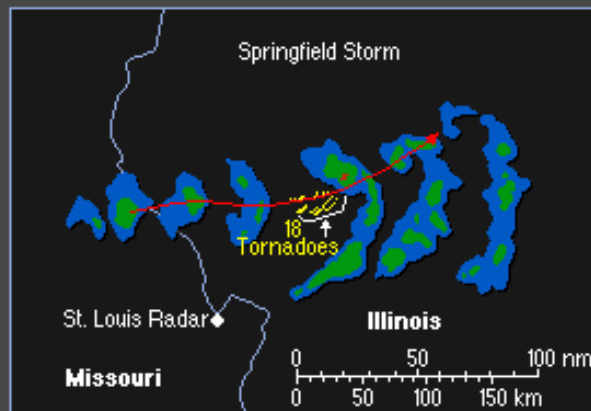 Springfield Storm
18
Tornadoes
St. Louis Radar
Illinois
Missouri
0 50 100 nm
0 50 100 150 km